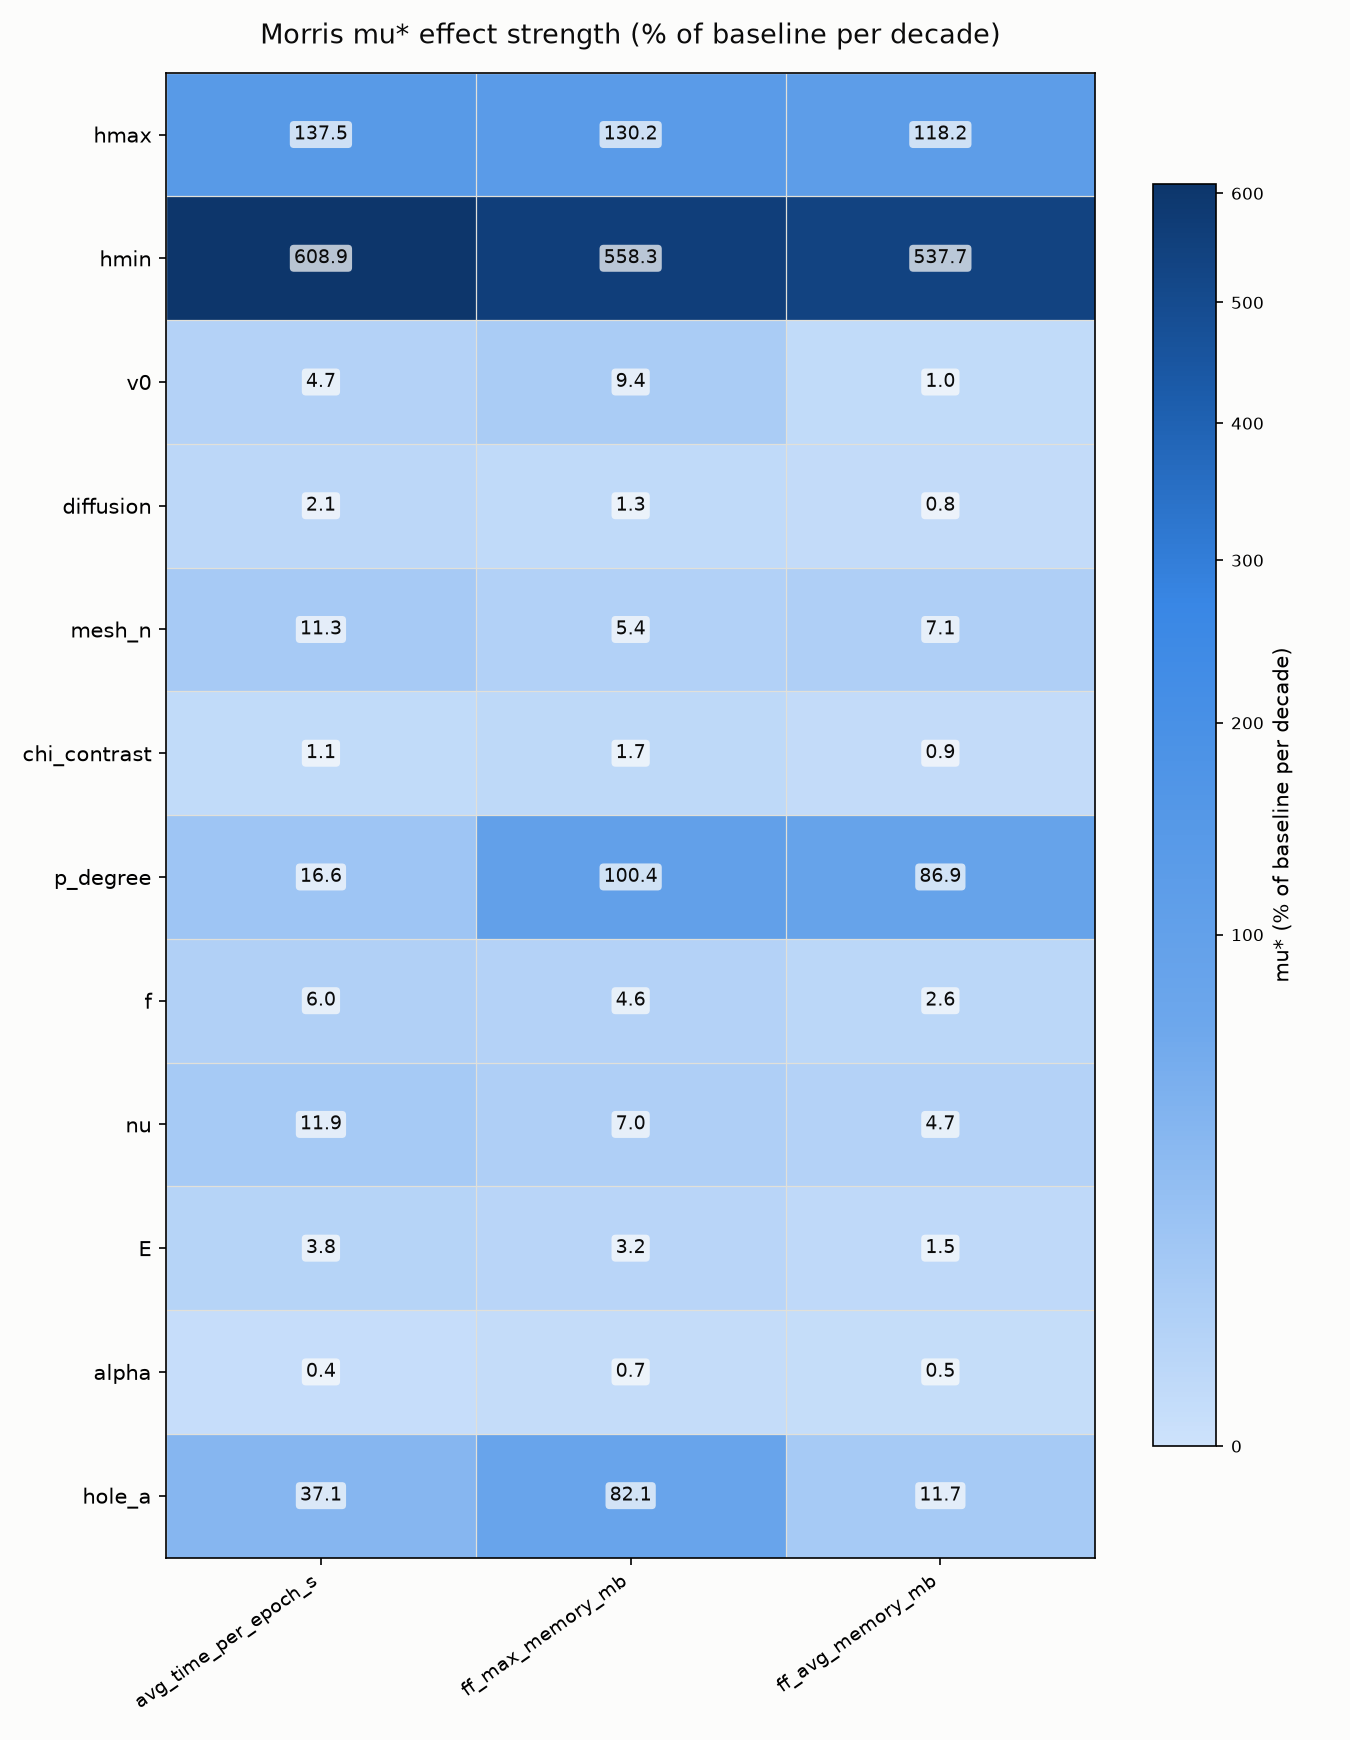 Morris mu* effect strength (% of baseline per decade)
hmax 137.5 130.2 118.2
hmin 608.9 558.3 537.7
v0 4.7 9.4 1.0
diffusion 2.1 1.3 0.8
mesh_n 11.3 5.4 7.1
chi_contrast 1.1 1.7 0.9
p_degree 16.6 100.4 86.9
f 6.0 4.6 2.6
nu 11.9 7.0 4.7
E 3.8 3.2 1.5
alpha 0.4 0.7 0.5
hole_a 37.1 82.1 11.7
avg_time_per_epoch_s
ff_max_memory_mb
ff_avg_memory_mb
600
500
400
300
200
100
0
mu* (% of baseline per decade)